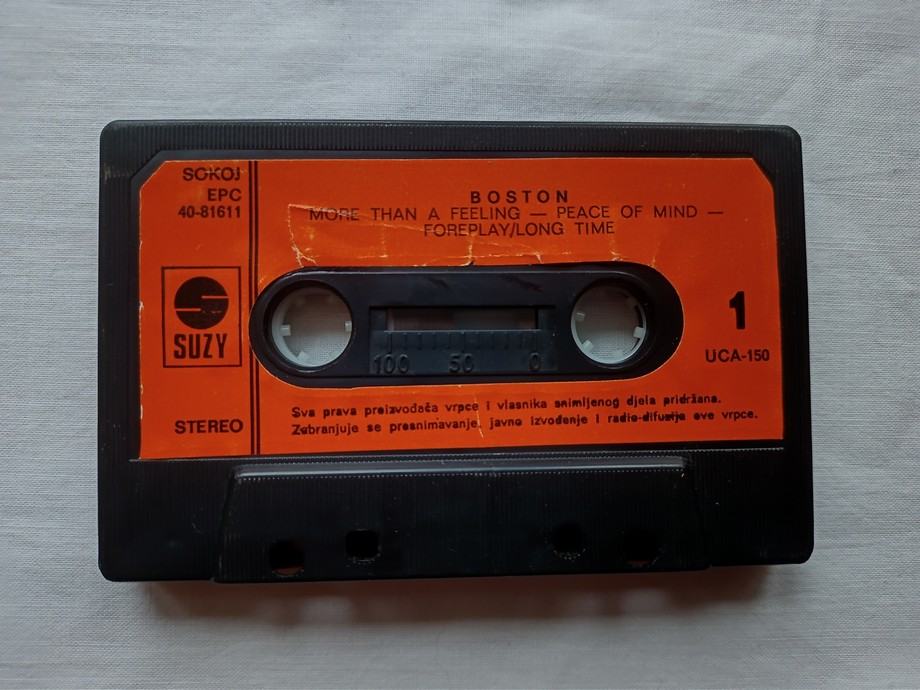 SOKOJ
EPC
40-81611
BOSTON
MORE THAN A FEELING — PEACE OF MIND —
FOREPLAY/LONG TIME
SUZY
1
UCA-150
100 50 0
STEREO
Sva prava proizvođača vrpce i vlasnika snimljenog djela pridržana.
Zabranjuje se presnimavanje, javno izvođenje i radio-difuzija ove vrpce.